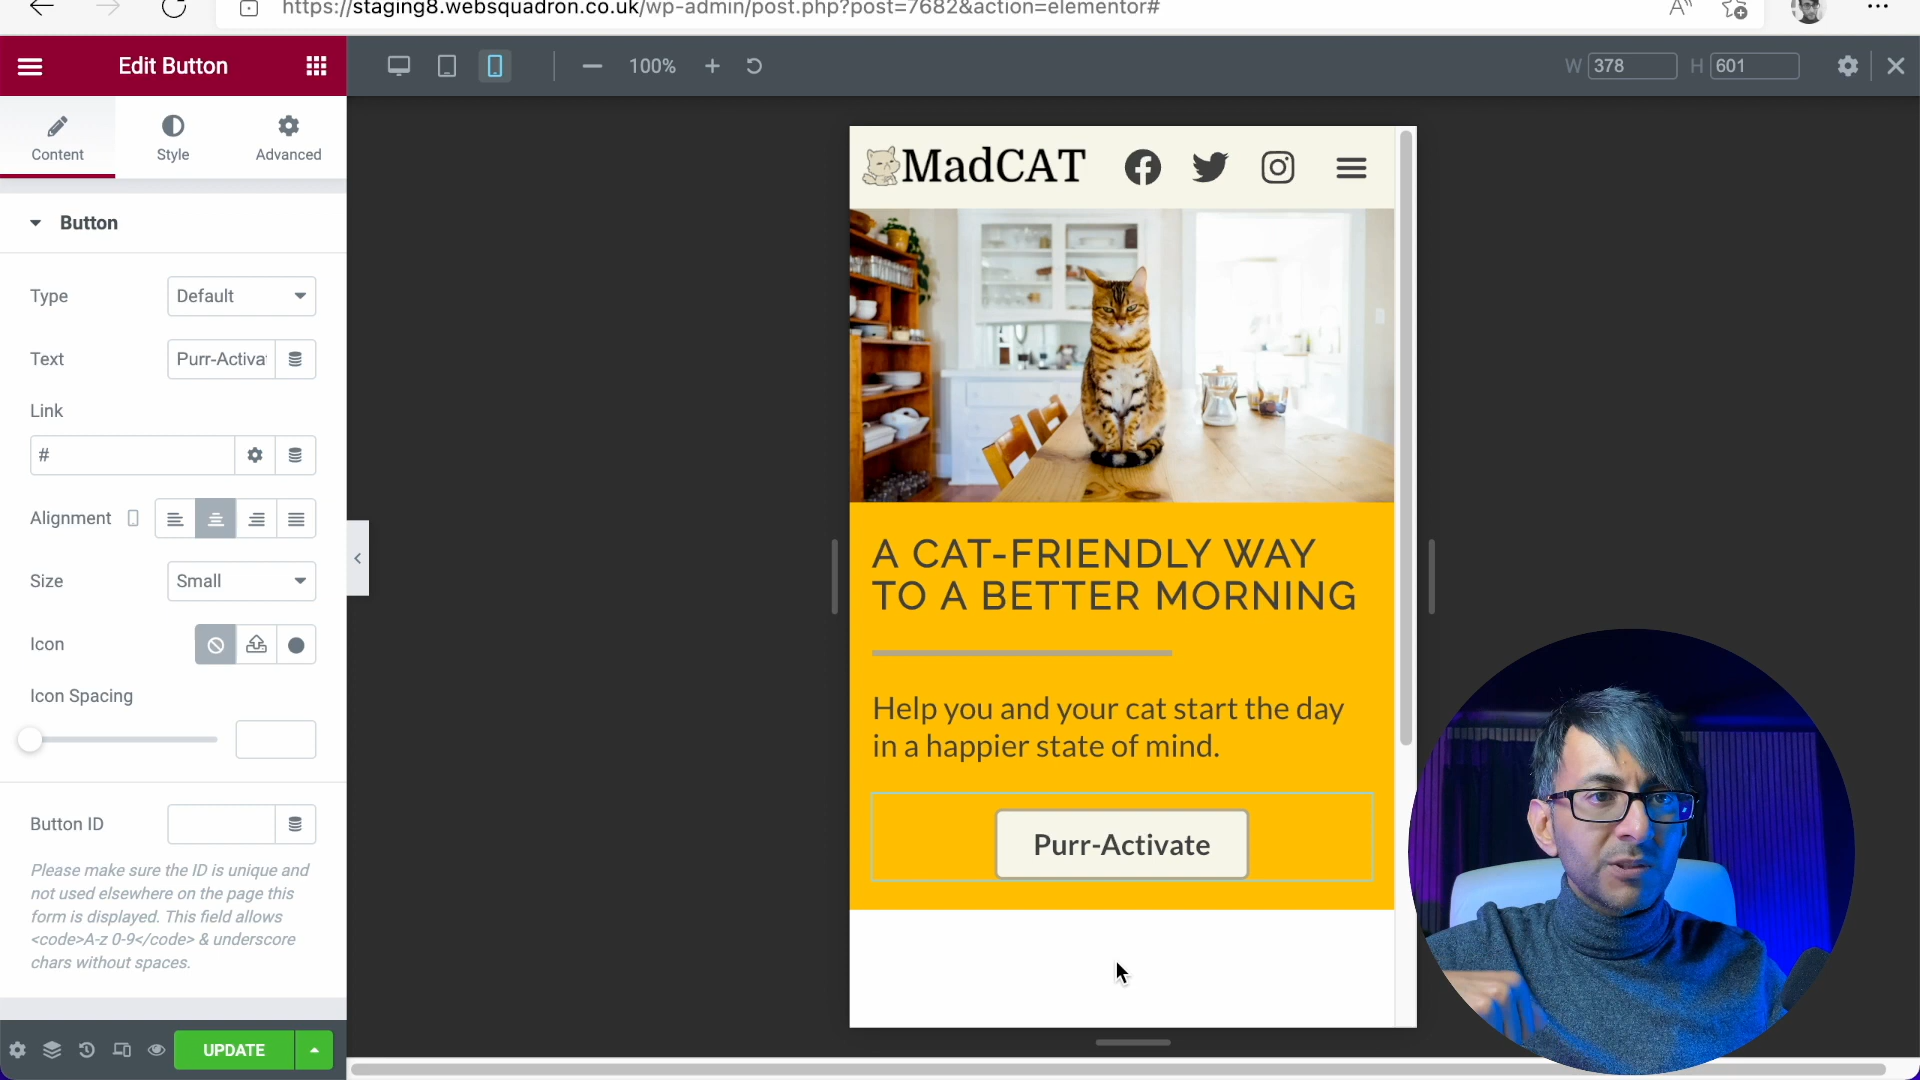 https://staging8.websquadron.co.uk/wp-admin/post.php?post=7682&action=elementor#
Edit Button
100%
W 378 H 601
Content Style Advanced
Button
Type Default
Text Purr-Activa
Link
#
Alignment
Size Small
Icon
Icon Spacing
Button ID
Please make sure the ID is unique and
not used elsewhere on the page this
form is displayed. This field allows
<code>A-z 0-9</code> & underscore
chars without spaces.
UPDATE
MadCAT
A CAT-FRIENDLY WAY
TO A BETTER MORNING
Help you and your cat start the day
in a happier state of mind.
Purr-Activate